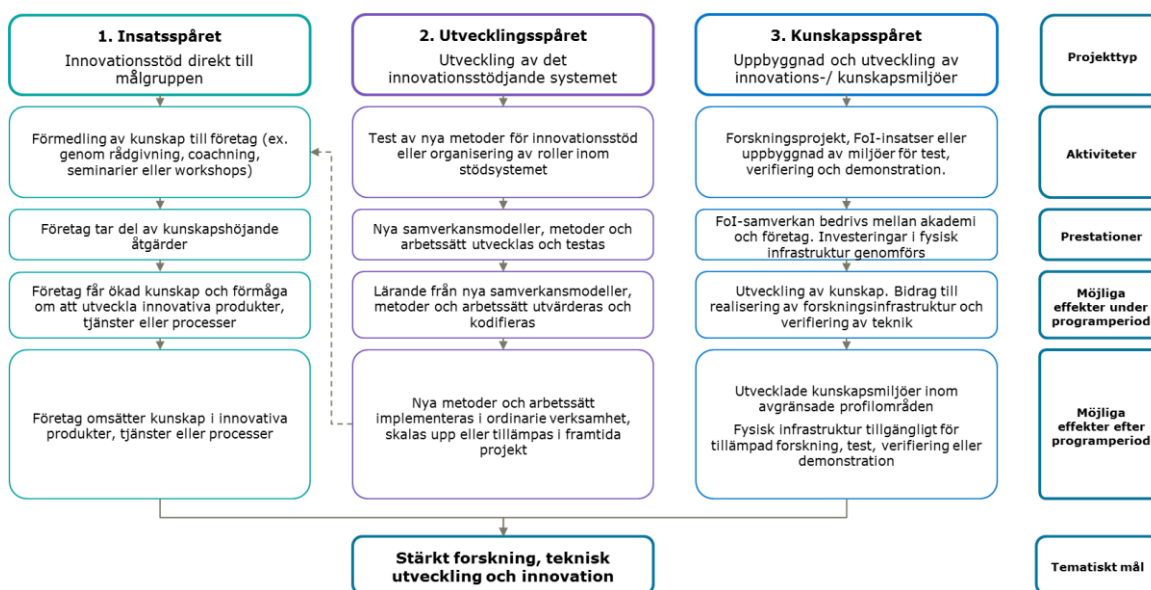 1. Insatsspåret
Innovationsstöd direkt till
målgruppen
2. Utvecklingsspåret
Utveckling av det
innovationsstödjande systemet
3. Kunskapsspåret
Uppbyggnad och utveckling av
innovations-/ kunskapsmiljöer
Projekttyp
Förmedling av kunskap till företag (ex.
genom rådgivning, coachning,
seminarier eller workshops)
Test av nya metoder för innovationsstöd
eller organisering av roller inom
stödsystemet
Forskningsprojekt, FoI-insatser eller
uppbyggnad av miljöer för test,
verifiering och demonstration.
Aktiviteter
Företag tar del av kunskapshöjande
åtgärder
Nya samverkansmodeller, metoder och
arbetssätt utvecklas och testas
FoI-samverkan bedrivs mellan akademi
och företag. Investeringar i fysisk
infrastruktur genomförs
Prestationer
Företag får ökad kunskap och förmåga
om att utveckla innovativa produkter,
tjänster eller processer
Lärande från nya samverkansmodeller,
metoder och arbetssätt utvärderas och
kodifieras
Utveckling av kunskap. Bidrag till
realisering av forskningsinfrastruktur och
verifiering av teknik
Möjliga
effekter under
programperiod
Företag omsätter kunskap i innovativa
produkter, tjänster eller processer
Nya metoder och arbetssätt
implementeras i ordinarie verksamhet,
skalas upp eller tillämpas i framtida
projekt
Utvecklade kunskapsmiljöer inom
avgränsade profilområden
Fysisk infrastruktur tillgängligt för
tillämpad forskning, test, verifiering eller
demonstration
Möjliga
effekter efter
programperiod
Stärkt forskning, teknisk
utveckling och innovation
Tematiskt mål